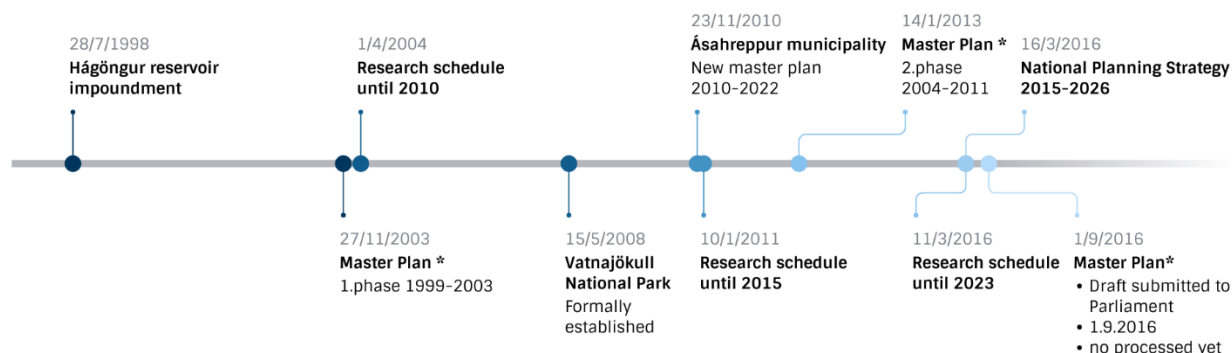 28/7/1998
Hágöngur reservoir
impoundment
1/4/2004
Research schedule
until 2010
23/11/2010
Ásahreppur municipality
New master plan
2010-2022
14/1/2013
Master Plan *
2.phase
2004-2011
16/3/2016
National Planning Strategy
2015-2026
27/11/2003
Master Plan *
1.phase 1999-2003
15/5/2008
Vatnajökull
National Park
Formally
established
10/1/2011
Research schedule
until 2015
11/3/2016
Research schedule
until 2023
1/9/2016
Master Plan*
• Draft submitted to
Parliament
• 1.9.2016
• no processed yet